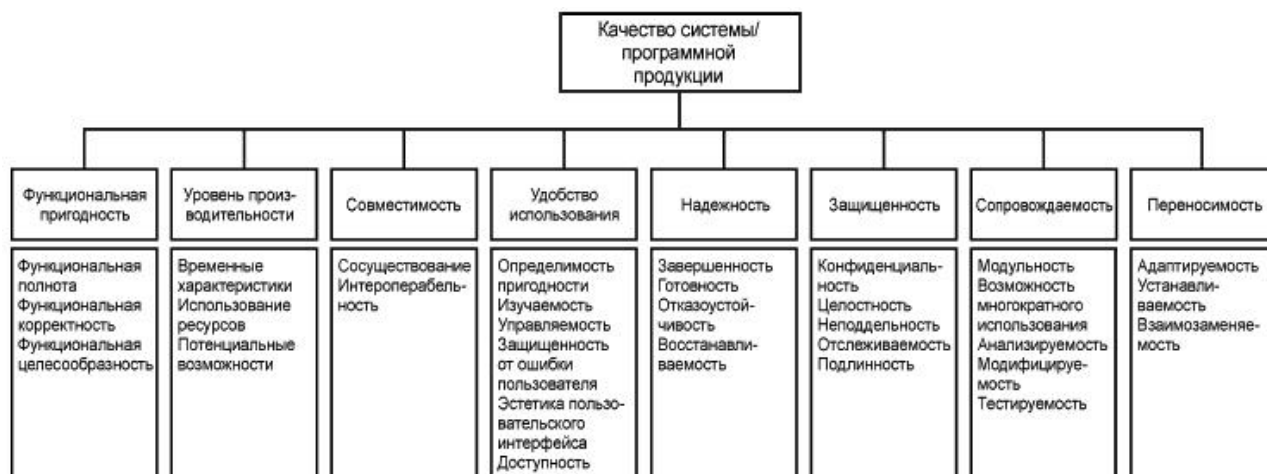 Качество системы/
программной
продукции
Функциональная
пригодность
Уровень произ-
водительности
Совместимость
Удобство
использования
Надежность
Защищенность
Сопровождаемость
Переносимость
Функциональная
полнота
Функциональная
корректность
Функциональная
целесообразность
Временные
характеристики
Использование
ресурсов
Потенциальные
возможности
Сосуществование
Интероперабель-
ность
Определимость
пригодности
Изучаемость
Управляемость
Защищенность
от ошибки
пользователя
Эстетика пользо-
вательского
интерфейса
Доступность
Завершенность
Готовность
Отказоустой-
чивость
Восстанавли-
ваемость
Конфиденциаль-
ность
Целостность
Неподдельность
Отслеживаемость
Подлинность
Модульность
Возможность
многократного
использования
Анализируемость
Модифицируе-
мость
Тестируемость
Адаптируемость
Устанавли-
ваемость
Взаимозаменяе-
мость